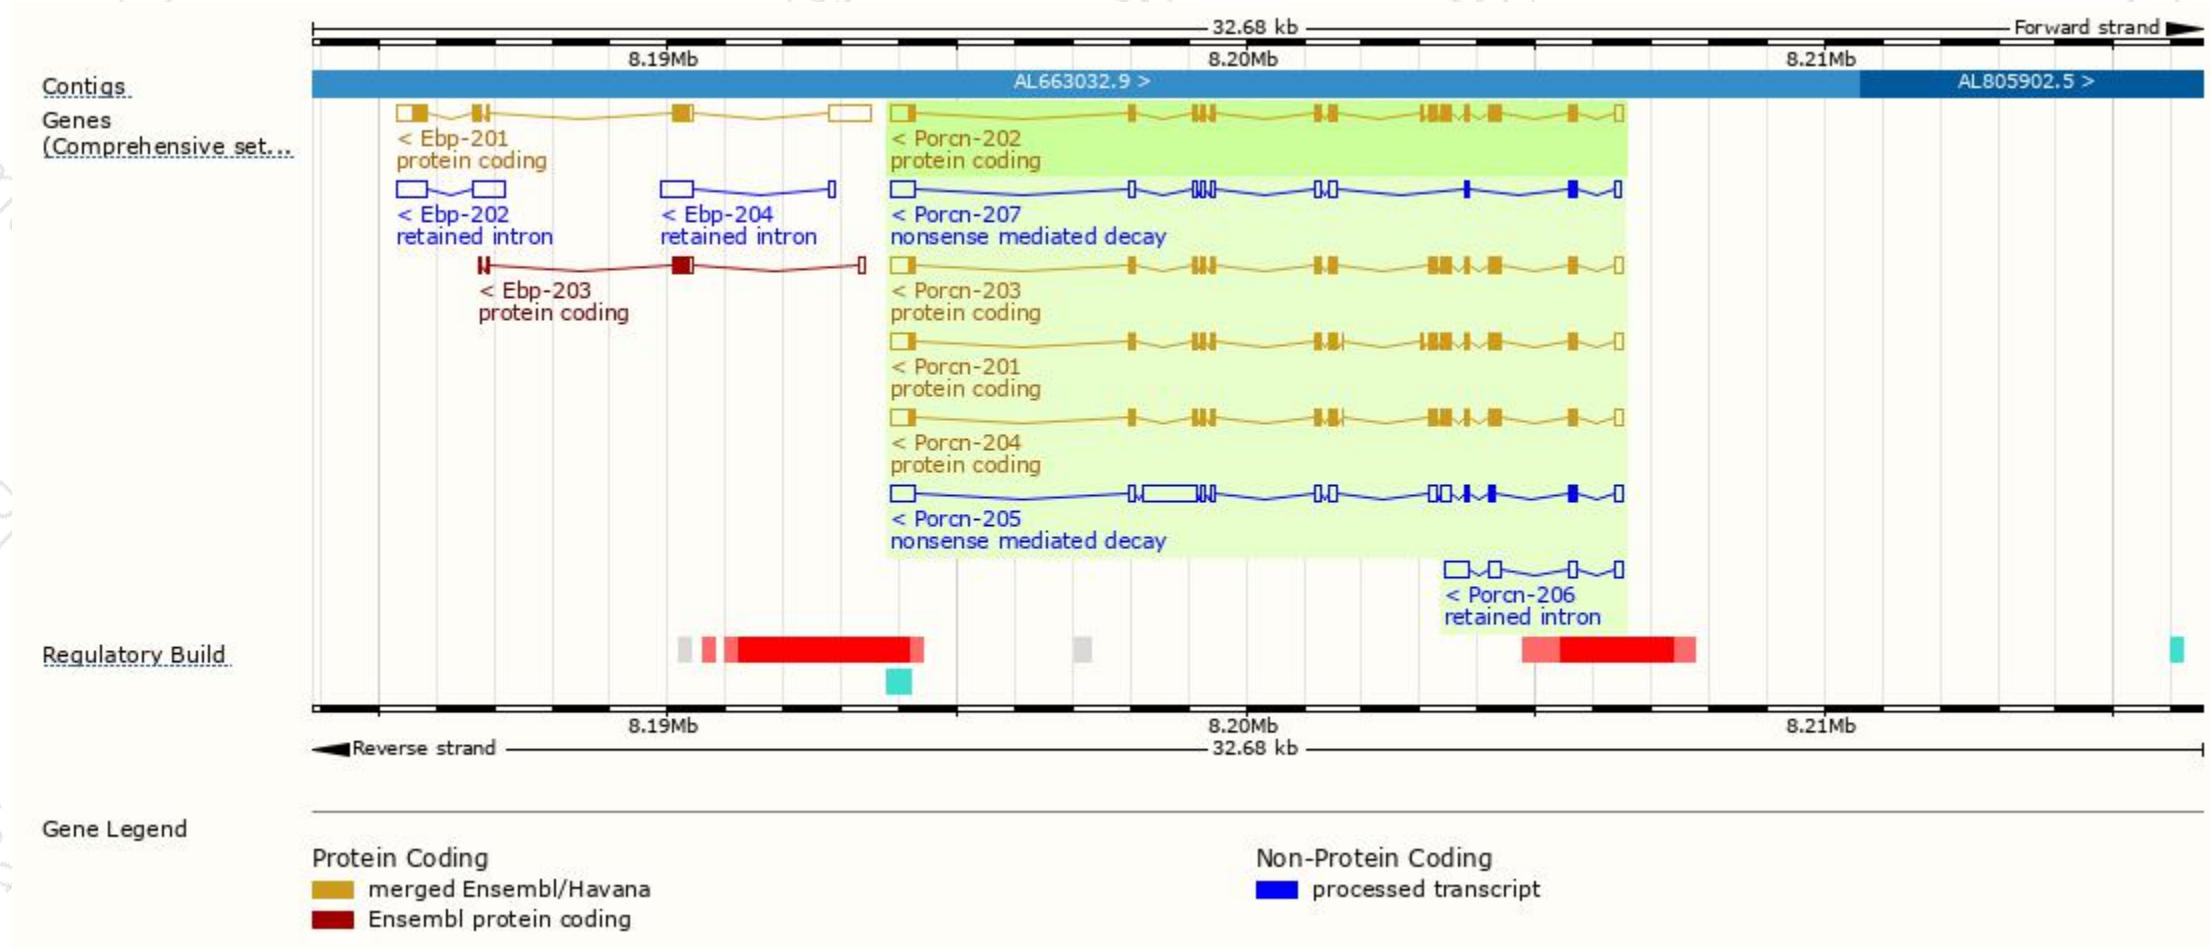 32.68 kb
Forward strand
8.19Mb 8.20Mb 8.21Mb
Contigs AL663032.9 > AL805902.5 >
Genes
(Comprehensive set...
< Ebp-201 < Porcn-202
protein coding protein coding
< Ebp-202 < Ebp-204 < Porcn-207
retained intron retained intron nonsense mediated decay
< Ebp-203 < Porcn-203
protein coding protein coding
< Porcn-201
protein coding
< Porcn-204
protein coding
< Porcn-205
nonsense mediated decay
< Porcn-206
retained intron
Regulatory Build
8.19Mb 8.20Mb 8.21Mb
Reverse strand 32.68 kb
Gene Legend
Protein Coding Non-Protein Coding
merged Ensembl/Havana processed transcript
Ensembl protein coding